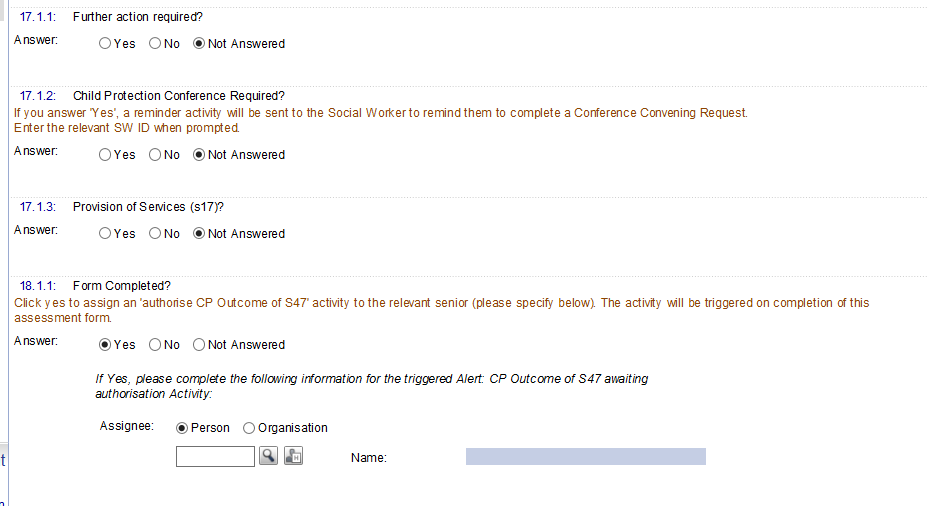 17.1.1: Further action required?
Answer: Yes No Not Answered
17.1.2: Child Protection Conference Required?
If you answer 'Yes', a reminder activity will be sent to the Social Worker to remind them to complete a Conference Convening Request.
Enter the relevant SW ID when prompted.
Answer: Yes No Not Answered
17.1.3: Provision of Services (s17)?
Answer: Yes No Not Answered
18.1.1: Form Completed?
Click yes to assign an 'authorise CP Outcome of S47' activity to the relevant senior (please specify below). The activity will be triggered on completion of this
assessment form.
Answer: Yes No Not Answered
If Yes, please complete the following information for the triggered Alert: CP Outcome of S47 awaiting
authorisation Activity:
Assignee: Person Organisation
Name:
t